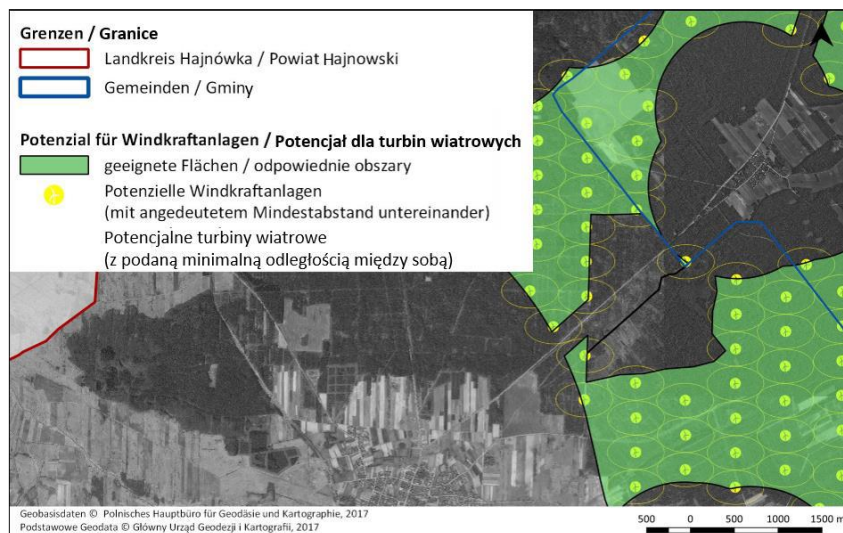 Grenzen / Granice
Landkreis Hajnówka / Powiat Hajnowski
Gemeinden / Gminy
Potenzial für Windkraftanlagen / Potencjał dla turbin wiatrowych
geeignete Flächen / odpowiednie obszary
Potenzielle Windkraftanlagen
(mit angedeutetem Mindestabstand untereinander)
Potencjalne turbiny wiatrowe
(z podaną minimalną odległością między sobą)
Geobasisdaten © Polnisches Hauptbüro für Geodäsie und Kartographie, 2017
Podstawowe Geodata © Główny Urząd Geodezji i Kartografii, 2017
500 0 500 1000 1500 m